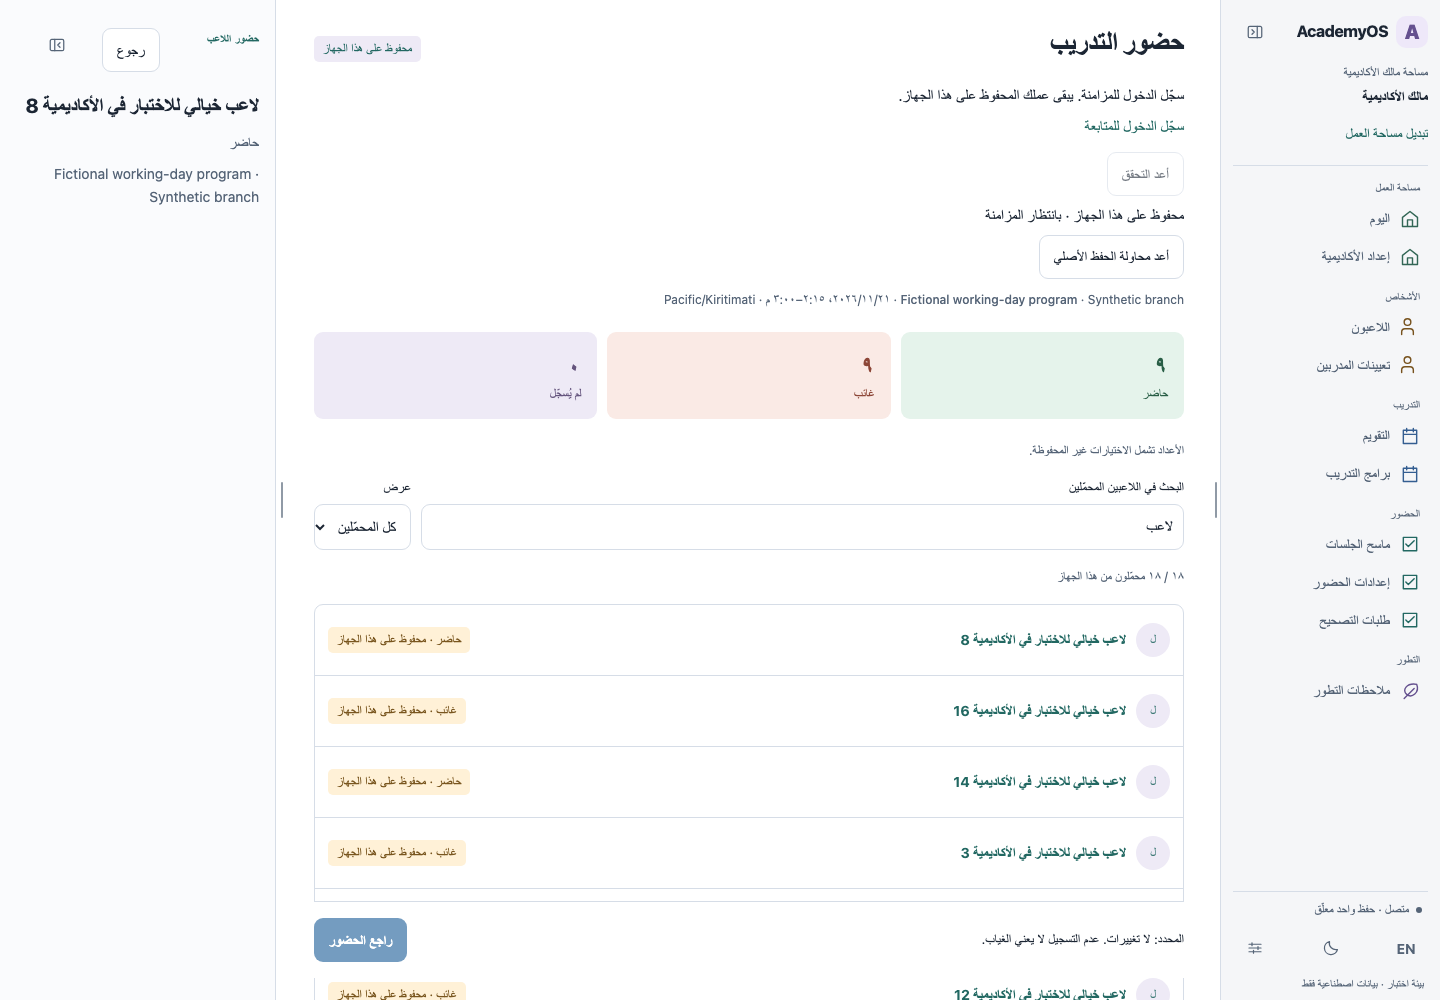 A AcademyOS
مساحة مالك الأكاديمية
مالك الأكاديمية
تبديل مساحة العمل
مساحة العمل
اليوم
إعداد الأكاديمية
الأشخاص
اللاعبون
تعيينات المدربين
التدريب
التقويم
برامج التدريب
الحضور
ماسح الجلسات
إعدادات الحضور
طلبات التصحيح
التطور
ملاحظات التطور
متصل · حفظ واحد معلّق
EN
بيئة اختبار · بيانات اصطناعية فقط
حضور التدريب
محفوظ على هذا الجهاز
سجّل الدخول للمزامنة. يبقى عملك المحفوظ على هذا الجهاز.
سجّل الدخول للمتابعة
أعد التحقق
محفوظ على هذا الجهاز · بانتظار المزامنة
أعد محاولة الحفظ الأصلي
Pacific/Kiritimati · ٢٠٢٦/١١/٢١، ٢:١٥–٣:٠٠ م · Fictional working-day program · Synthetic branch
٩
حاضر
٩
غائب
٠
لم يُسجّل
الأعداد تشمل الاختيارات غير المحفوظة.
البحث في اللاعبين المحمّلين
عرض
لاعب
كل المحمّلين
١٨ / ١٨ محمّلون من هذا الجهاز
ل
لاعب خيالي للاختبار في الأكاديمية 8
حاضر · محفوظ على هذا الجهاز
ل
لاعب خيالي للاختبار في الأكاديمية 16
غائب · محفوظ على هذا الجهاز
ل
لاعب خيالي للاختبار في الأكاديمية 14
حاضر · محفوظ على هذا الجهاز
ل
لاعب خيالي للاختبار في الأكاديمية 3
غائب · محفوظ على هذا الجهاز
المحدد: لا تغييرات. عدم التسجيل لا يعني الغياب.
راجع الحضور
ل
لاعب خيالي للاختبار في الأكاديمية 12
غائب · محفوظ على هذا الجهاز
حضور اللاعب
رجوع
لاعب خيالي للاختبار في الأكاديمية 8
حاضر
Fictional working-day program ·
Synthetic branch